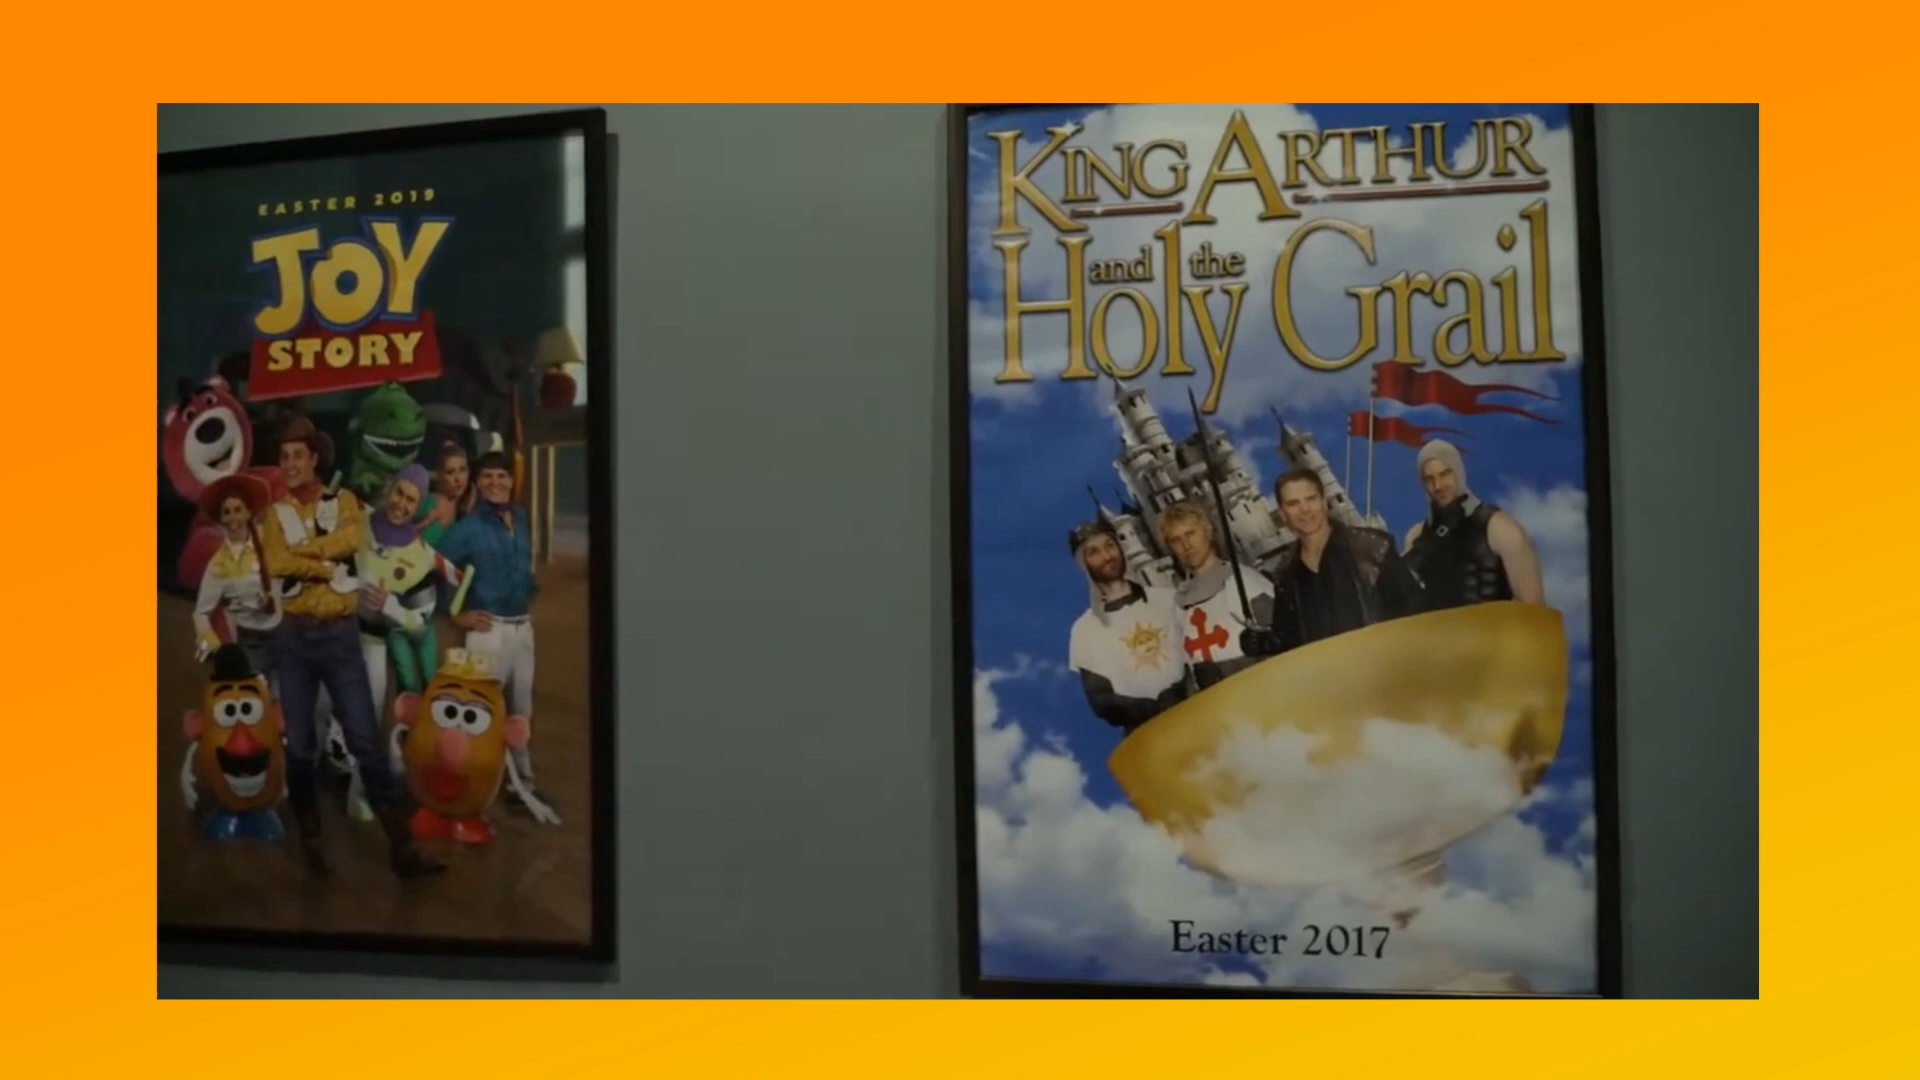 EASTER 2019
JOY
STORY
KING ARTHUR
and the
Holy Grail
Easter 2017